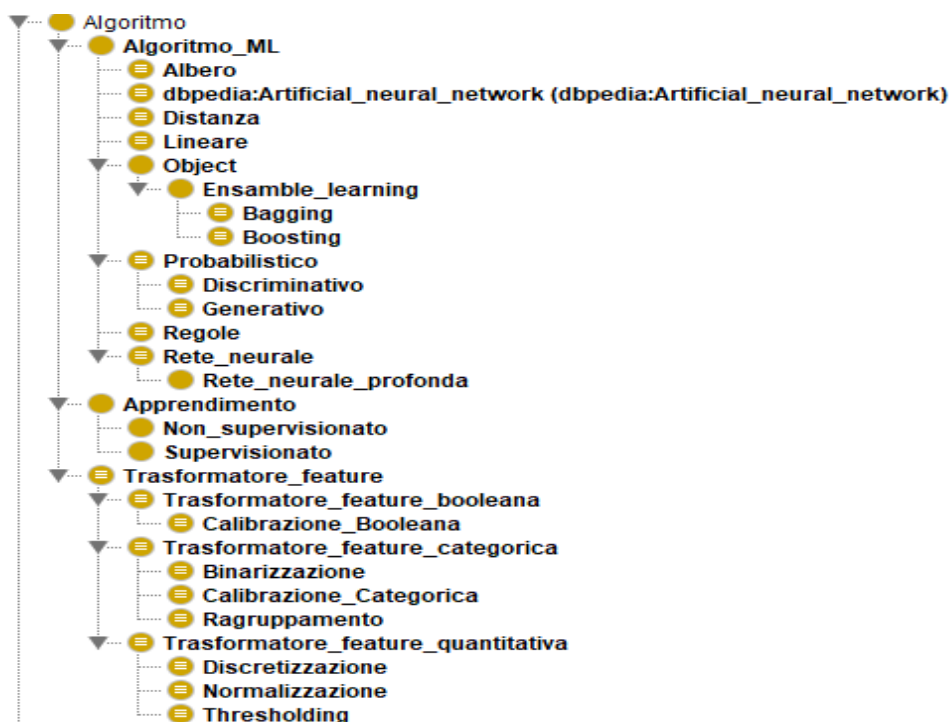 Algoritmo
Algoritmo_ML
Albero
dbpedia:Artificial_neural_network (dbpedia:Artificial_neural_network)
Distanza
Lineare
Object
Ensamble_learning
Bagging
Boosting
Probabilistico
Discriminativo
Generativo
Regole
Rete_neurale
Rete_neurale_profonda
Apprendimento
Non_supervisionato
Supervisionato
Trasformatore_feature
Trasformatore_feature_booleana
Calibrazione_Booleana
Trasformatore_feature_categorica
Binarizzazione
Calibrazione_Categorica
Ragruppamento
Trasformatore_feature_quantitativa
Discretizzazione
Normalizzazione
Thresholding